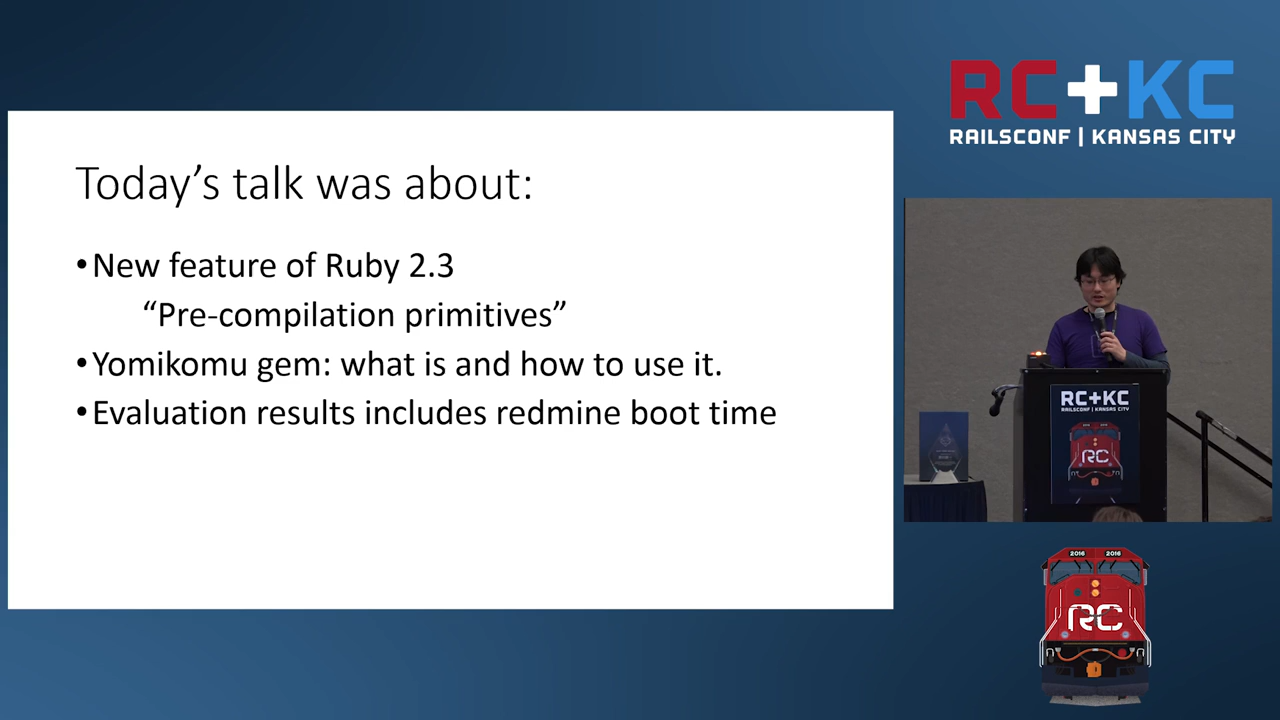 RC+KC
RAILSCONF | KANSAS CITY
Today's talk was about:
•New feature of Ruby 2.3
“Pre-compilation primitives”
•Yomikomu gem: what is and how to use it.
•Evaluation results includes redmine boot time
RC+KC
RAILSCONF | KANSAS CITY
RC
2016 2016
RC